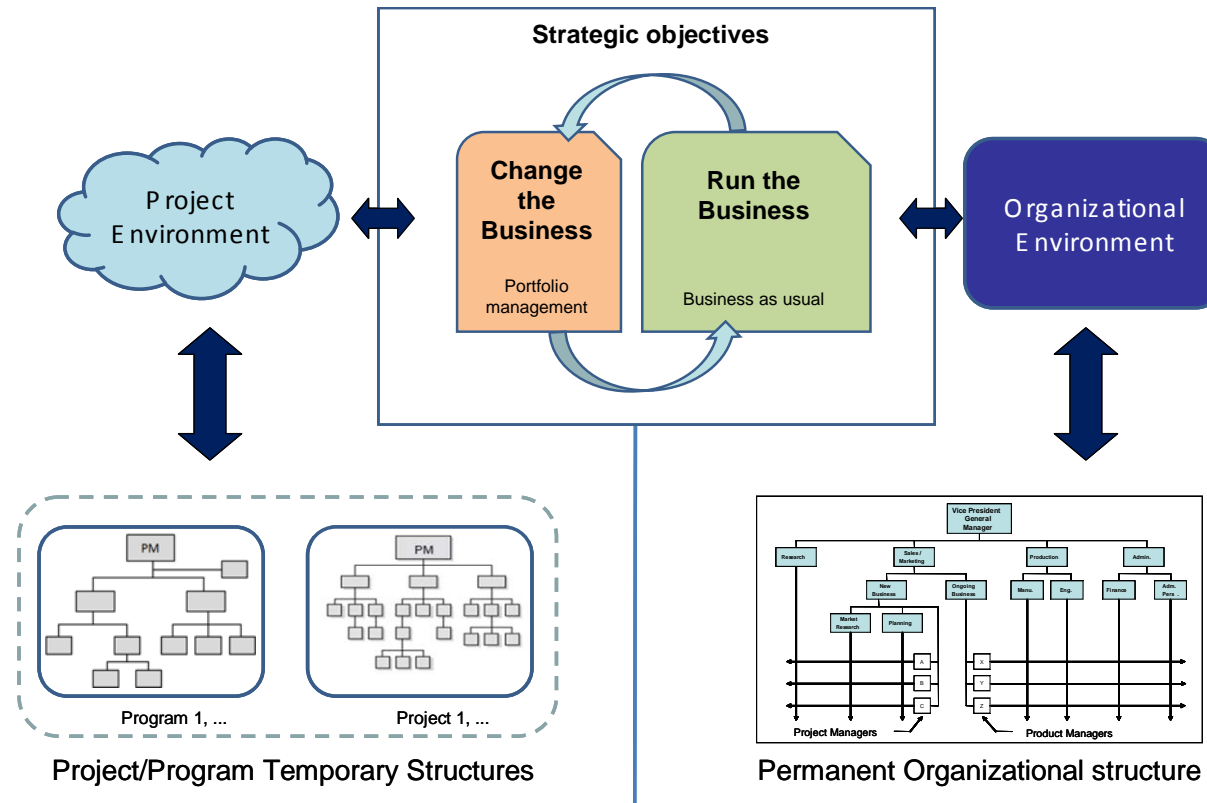 Strategic objectives
Project
Environment
Change
the
Business
Portfolio
management
Run the
Business
Business as usual
Organizational
Environment
PM
PM
Program 1, ...
Project 1, ...
Project/Program Temporary Structures
Vice President
General
Manager
Research
Sales /
Marketing
Production
Admin.
New
Business
Ongoing
Business
Manu.
Eng.
Finance
Adm.
Pers .
Market
Research
Planning
A
X
B
Y
C
Z
Project Managers
Product Managers
Permanent Organizational structure